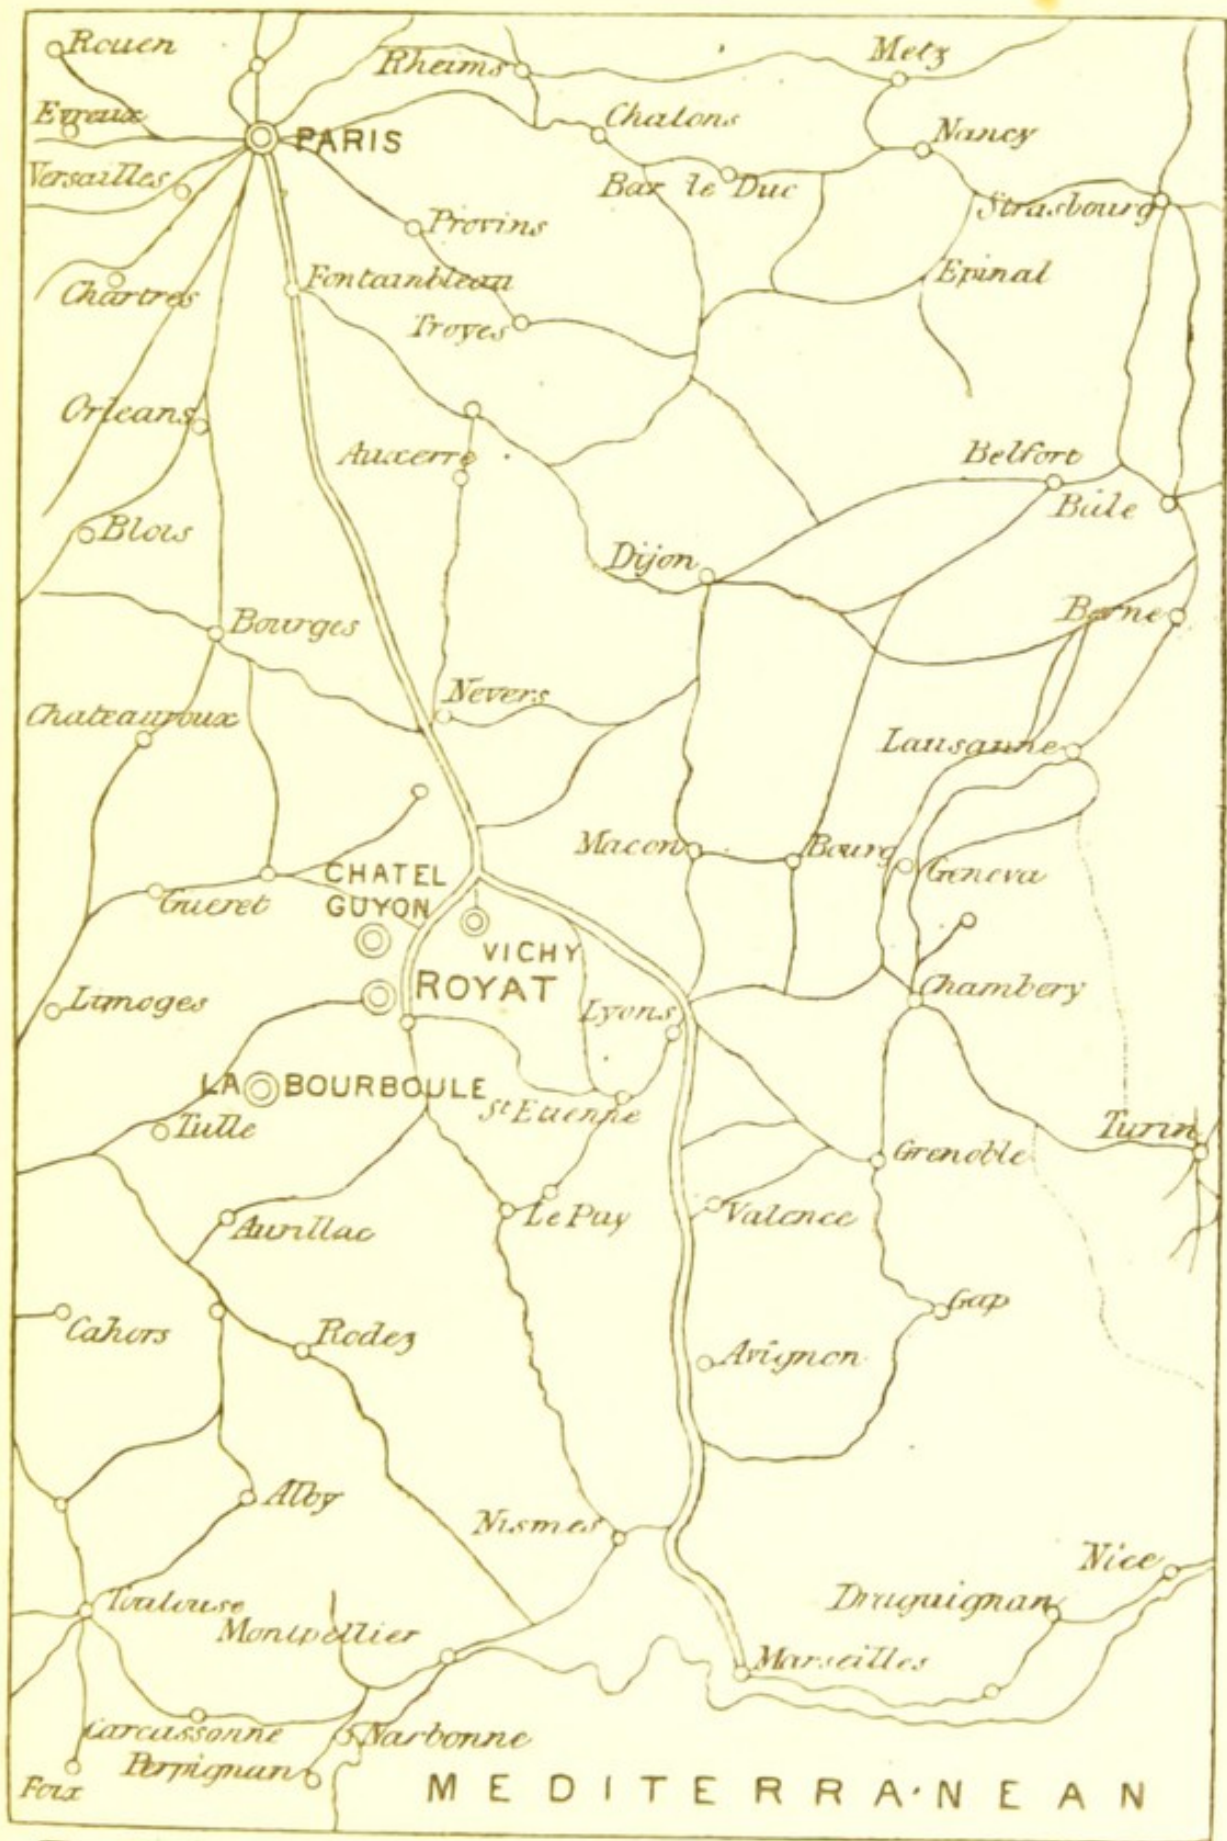 Rouen
Rheims
Metz
Evreux
PARIS
Chalons
Nancy
Versailles
Bar le Duc
Strasbourg
Provins
Chartres
Fontainbleau
Epinal
Troyes
Orleans
Auxerre
Belfort
Bâle
Blois
Dijon
Berne
Bourges
Nevers
Chateauroux
Lausanne
Macon
Bourg
Geneva
CHATEL
GUYON
Gueret
VICHY
ROYAT
Limoges
Lyons
Chambery
LA BOURBOULE
St Etienne
Tulle
Turin
Grenoble
Aurillac
Le Puy
Valence
Gap
Cahors
Rodez
Avignon
Alby
Nismes
Nice
Toulouse
Draguignan
Montpellier
Marseilles
Carcassonne
Narbonne
Foix
Perpignan
MEDITERRANEAN